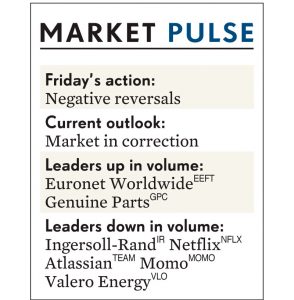 MARKET PULSE
Friday's action:
Negative reversals
Current outlook:
Market in correction
Leaders up in volume:
Euronet Worldwide EEFT
Genuine Parts GPC
Leaders down in volume:
Ingersoll-Rand IR Netflix NFLX
Atlassian TEAM Momo MOMO
Valero Energy VLO